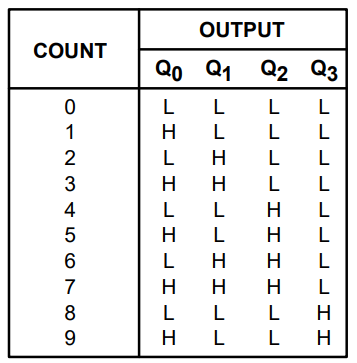 COUNT OUTPUT
Q0 Q1 Q2 Q3
0 L L L L
1 H L L L
2 L H L L
3 H H L L
4 L L H L
5 H L H L
6 L H H L
7 H H H L
8 L L L H
9 H L L H